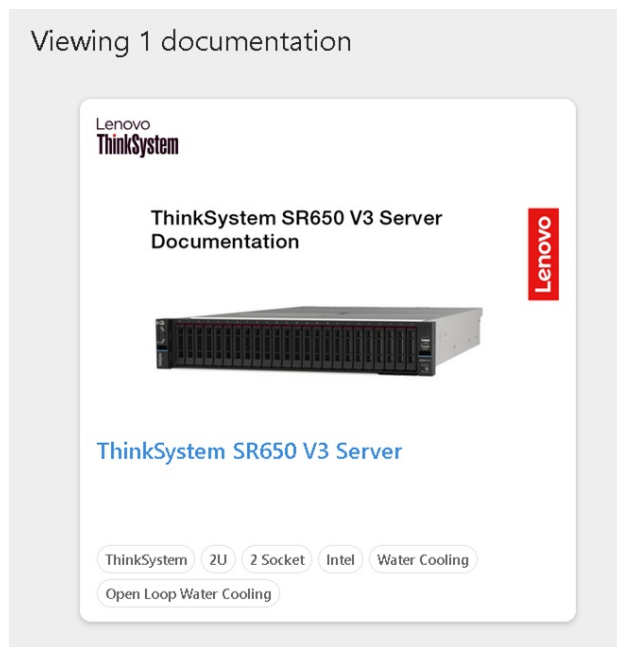 Viewing 1 documentation
Lenovo
ThinkSystem
ThinkSystem SR650 V3 Server
Documentation
Lenovo
ThinkSystem SR650 V3 Server
ThinkSystem
2U
2 Socket
Intel
Water Cooling
Open Loop Water Cooling